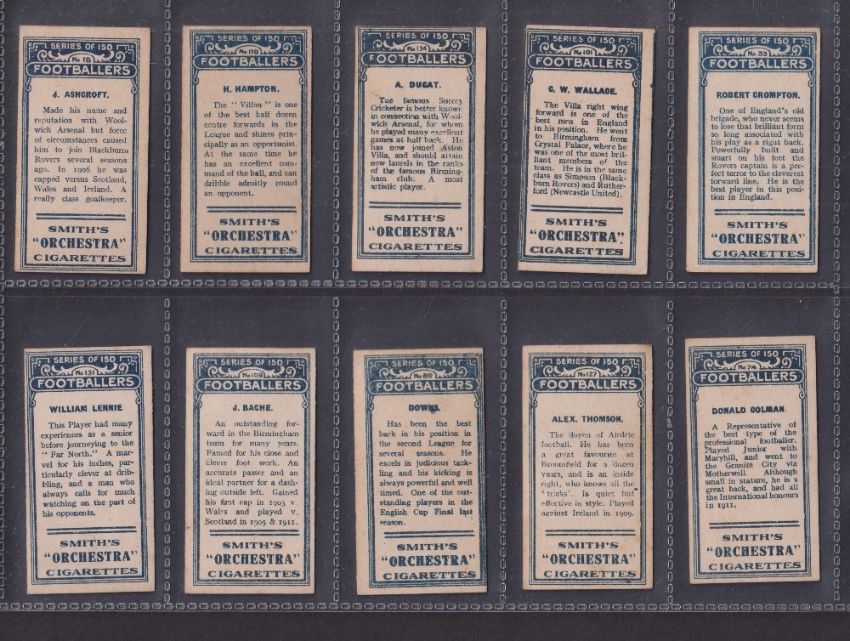 SERIES OF 150
No 16
FOOTBALLERS
J. ASHCROFT.
Made his name and
reputation with Wool-
wich Arsenal but force
of circumstances caused
him to join Blackburn
Rovers several seasons
ago. In 1906 he was
capped versus Scotland,
Wales and Ireland. A
really class goalkeeper.
SMITH'S
"ORCHESTRA"
CIGARETTES
SERIES OF 150
No 110
FOOTBALLERS
H. HAMPTON.
The "Villan" is one
of the best half dozen
centre forwards in the
League and shines prin-
cipally as an opportunist.
At the same time he
has an excellent com-
mand of the ball, and can
dribble adroitly round
an opponent.
SMITH'S
"ORCHESTRA"
CIGARETTES
SERIES OF 150
No 134
FOOTBALLERS
A. DUCAT.
The famous Surrey
Cricketer is better known
in connection with Wool-
wich Arsenal, for whom
he played many excellent
games at half back. He
has now joined Aston
Villa, and should attain
new laurels in the ranks
of the famous Birming-
ham club. A most
artistic player.
SMITH'S
"ORCHESTRA"
CIGARETTES
SERIES OF 150
No 101
FOOTBALLERS
C. W. WALLACE.
The Villa right wing
forward is one of the
best men in England
in his position. He went
to Birmingham from
Crystal Palace, where he
was one of the most bril-
liant members of the
team. He is in the same
class as Simpson (Black-
burn Rovers) and Ruther-
ford (Newcastle United).
SMITH'S
"ORCHESTRA"
CIGARETTES
SERIES OF 150
No 33
FOOTBALLERS
ROBERT CROMPTON.
One of England's old
brigade, who never seems
to lose that brilliant form
so long associated with
his play as a right back.
Powerfully built and
smart on his foot the
Rovers captain is a per-
fect terror to the cleverest
forward line. He is the
best player in this posi-
tion in England.
SMITH'S
"ORCHESTRA"
CIGARETTES
SERIES OF 150
No 151
FOOTBALLERS
WILLIAM LENNIE
This Player had many
experiences as a senior
before journeying to the
"Far North." A mar-
vel for his inches, par-
ticularly clever at drib-
bling, and a man who
always calls for much
watching on the part of
his opponents.
SMITH'S
"ORCHESTRA"
CIGARETTES
SERIES OF 150
No 109
FOOTBALLERS
J. BACHE.
An outstanding for-
ward in the Birmingham
team for many years.
Famed for his close and
clever foot work. An
accurate passer and an
ideal partner for a dash-
ing outside left. Gained
his first cap in 1903 v.
Wales and played v.
Scotland in 1905 & 1911.
SMITH'S
"ORCHESTRA"
CIGARETTES
SERIES OF 150
No 89
FOOTBALLERS
DOWNS.
Has been the best
back in his position in
the second League for
several seasons. He
excels in judicious tack-
ling and his kicking is
always powerful and well
timed. One of the out-
standing players in the
English Cup Final last
season.
SMITH'S
"ORCHESTRA"
CIGARETTES
SERIES OF 150
No 127
FOOTBALLERS
ALEX. THOMSON.
The doyen of Airdrie
football. He has been
a great favourite at
Broomfield for a dozen
years, and is an inside
right, who knows all the
'tricks'. Is quiet but
effective in style. Played
against Ireland in 1909.
SMITH'S
"ORCHESTRA"
CIGARETTES
SERIES OF 150
No 74
FOOTBALLERS
DONALD COLMAN.
A Representative of
the best type of the
professional footballer.
Played Junior with
Maryhill, and went to
the Granite City via
Motherwell. Although
small in stature, he is a
great back, and had all
the International honours
in 1911.
SMITH'S
"ORCHESTRA"
CIGARETTES